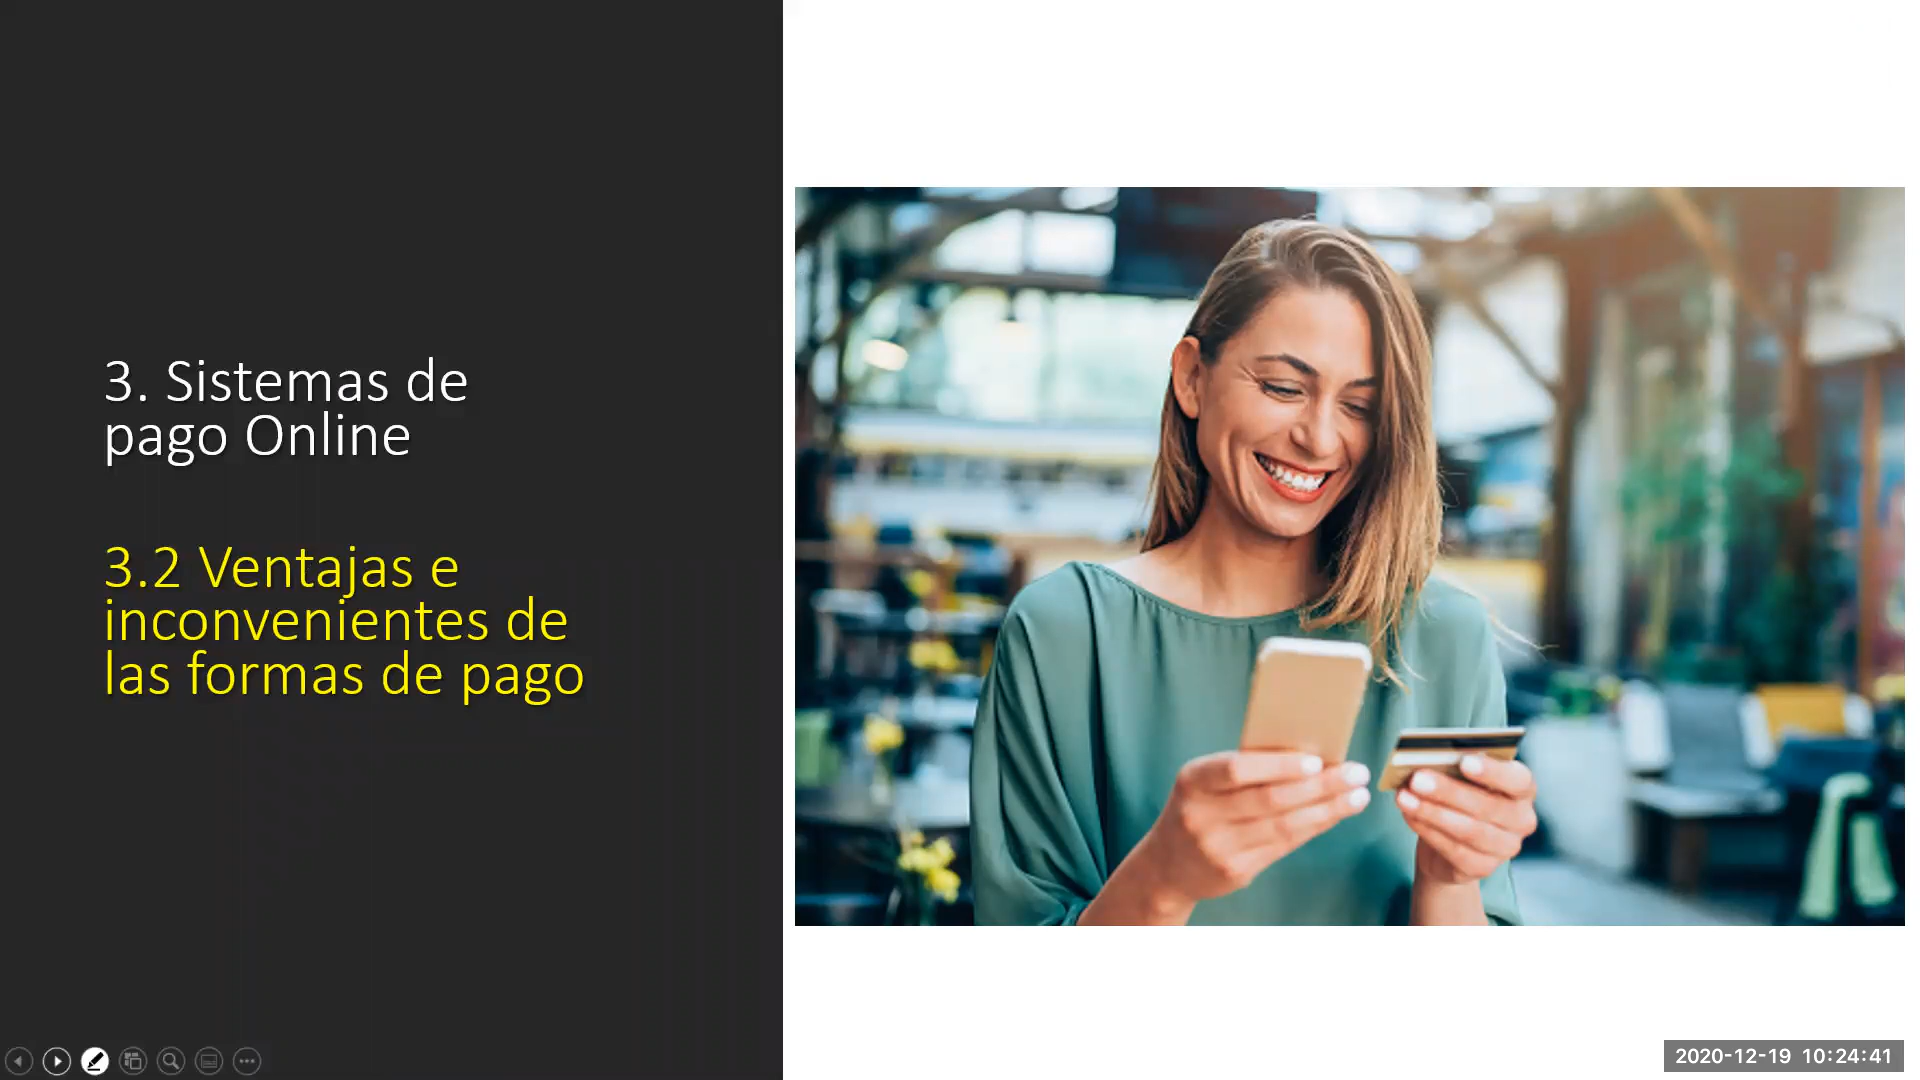 3. Sistemas de
pago Online
3.2 Ventajas e
inconvenientes de
las formas de pago
2020-12-19 10:24:41